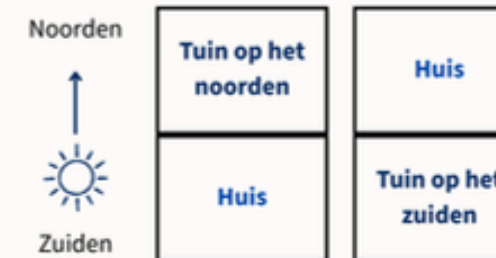 Noorden
Tuin op het
noorden
Huis
Huis
Tuin op het
zuiden
Zuiden